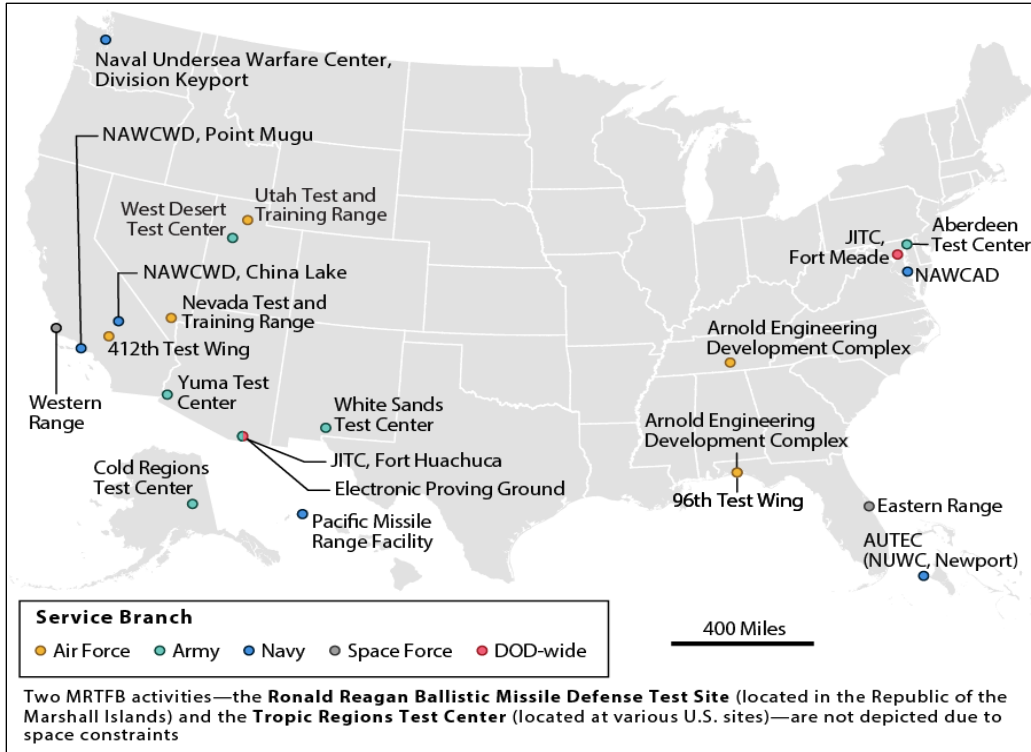 Naval Undersea Warfare Center,
Division Keyport
NAWCWD, Point Mugu
Utah Test and
Training Range
West Desert
Test Center
NAWCWD, China Lake
Nevada Test and
Training Range
412th Test Wing
Western
Range
Yuma Test
Center
White Sands
Test Center
JITC, Fort Huachuca
Electronic Proving Ground
Cold Regions
Test Center
Pacific Missile
Range Facility
Aberdeen
Test Center
JITC,
Fort Meade
NAWCAD
Arnold Engineering
Development Complex
Arnold Engineering
Development Complex
96th Test Wing
Eastern Range
AUTEC
(NUWC, Newport)
Service Branch
Air Force Army Navy Space Force DOD-wide
400 Miles
Two MRTFB activities—the Ronald Reagan Ballistic Missile Defense Test Site (located in the Republic of the
Marshall Islands) and the Tropic Regions Test Center (located at various U.S. sites)—are not depicted due to
space constraints